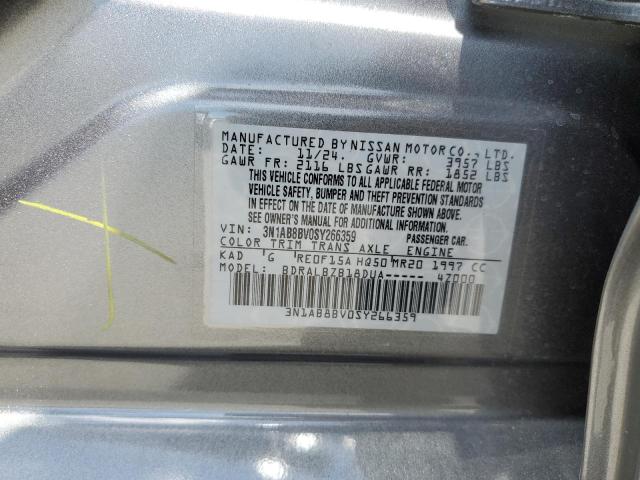 MANUFACTURED BY NISSAN MOTOR CO., LTD.
DATE: 11/24. GVWR: 3957 LBS
GAWR FR: 2116 LBS GAWR RR: 1852 LBS
THIS VEHICLE CONFORMS TO ALL APPLICABLE FEDERAL MOTOR
VEHICLE SAFETY, BUMPER AND THEFT PREVENTION STANDARDS
IN EFFECT ON THE DATE OF MANUFACTURE SHOWN ABOVE.
SEE OWNER'S MANUAL FOR ADDITIONAL INFORMATION
VIN: 3N1AB8BV0SY266359 PASSENGER CAR.
COLOR TRIM TRANS AXLE ENGINE
KAD G RE0F15A HQ50 MR20 1997 CC
MODEL: BDRALBZB18DUA----- 4Z000
3N1AB8BV0SY266359